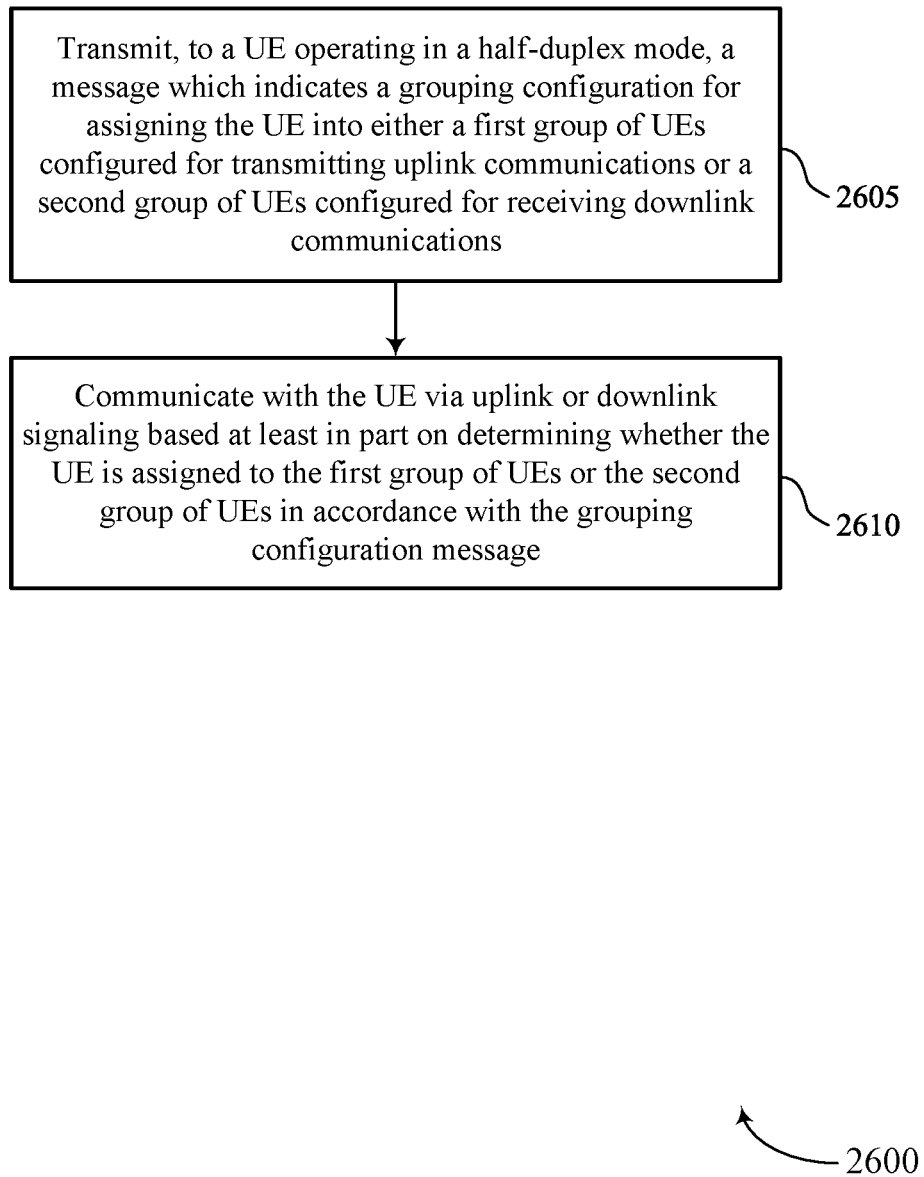 Transmit, to a UE operating in a half-duplex mode, a
message which indicates a grouping configuration for
assigning the UE into either a first group of UEs
configured for transmitting uplink communications or a
second group of UEs configured for receiving downlink
communications
2605
Communicate with the UE via uplink or downlink
signaling based at least in part on determining whether the
UE is assigned to the first group of UEs or the second
group of UEs in accordance with the grouping
configuration message
2610
2600